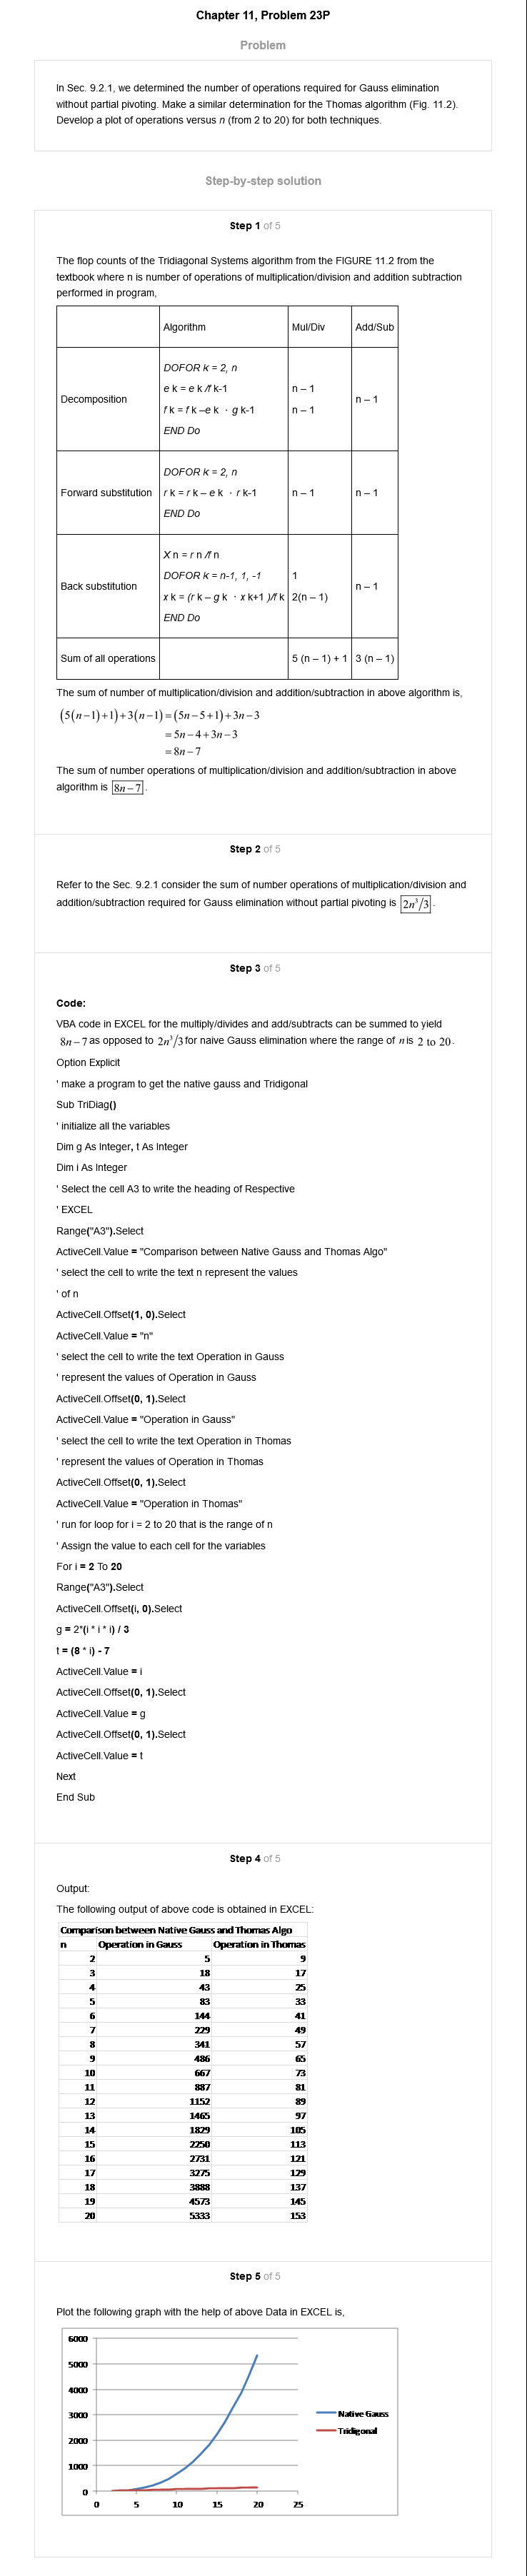 Chapter 11, Problem 23P
Problem
In Sec. 9.2.1, we determined the number of operations required for Gauss elimination
without partial pivoting. Make a similar determination for the Thomas algorithm (Fig. 11.2).
Develop a plot of operations versus n (from 2 to 20) for both techniques.
Step-by-step solution
Step 1 of 5
The flop counts of the Tridiagonal Systems algorithm from the FIGURE 11.2 from the
textbook where n is number of operations of multiplication/division and addition subtraction
performed in program,
Algorithm Mul/Div Add/Sub
Decomposition
DOFOR k = 2, n
e k = e k /f k-1 n – 1
f k = f k –e k · g k-1 n – 1 n – 1
END Do
Forward substitution
DOFOR k = 2, n
r k = r k – e k · r k-1 n – 1 n – 1
END Do
Back substitution
X n = r n /f n
DOFOR k = n-1, 1, -1 1
x k = (r k – g k · x k+1 )/f k 2(n – 1) n – 1
END Do
Sum of all operations 5 (n – 1) + 1 3 (n – 1)
The sum of number of multiplication/division and addition/subtraction in above algorithm is,
(5(n−1)+1)+3(n−1)=(5n−5+1)+3n−3
=5n−4+3n−3
=8n−7
The sum of number operations of multiplication/division and addition/subtraction in above
algorithm is 8n−7.
Step 2 of 5
Refer to the Sec. 9.2.1 consider the sum of number operations of multiplication/division and
addition/subtraction required for Gauss elimination without partial pivoting is 2n³/3.
Step 3 of 5
Code:
VBA code in EXCEL for the multiply/divides and add/subtracts can be summed to yield
8n−7 as opposed to 2n³/3 for naive Gauss elimination where the range of n is 2 to 20.
Option Explicit
' make a program to get the native gauss and Tridigonal
Sub TriDiag()
' initialize all the variables
Dim g As Integer, t As Integer
Dim i As Integer
' Select the cell A3 to write the heading of Respective
' EXCEL
Range("A3").Select
ActiveCell.Value = "Comparison between Native Gauss and Thomas Algo"
' select the cell to write the text n represent the values
' of n
ActiveCell.Offset(1, 0).Select
ActiveCell.Value = "n"
' select the cell to write the text Operation in Gauss
' represent the values of Operation in Gauss
ActiveCell.Offset(0, 1).Select
ActiveCell.Value = "Operation in Gauss"
' select the cell to write the text Operation in Thomas
' represent the values of Operation in Thomas
ActiveCell.Offset(0, 1).Select
ActiveCell.Value = "Operation in Thomas"
' run for loop for i = 2 to 20 that is the range of n
' Assign the value to each cell for the variables
For i = 2 To 20
Range("A3").Select
ActiveCell.Offset(i, 0).Select
g = 2*(i * i * i) / 3
t = (8 * i) - 7
ActiveCell.Value = i
ActiveCell.Offset(0, 1).Select
ActiveCell.Value = g
ActiveCell.Offset(0, 1).Select
ActiveCell.Value = t
Next
End Sub
Step 4 of 5
Output:
The following output of above code is obtained in EXCEL:
Comparison between Native Gauss and Thomas Algo
n Operation in Gauss Operation in Thomas
2 5 9
3 18 17
4 43 25
5 83 33
6 144 41
7 229 49
8 341 57
9 486 65
10 667 73
11 887 81
12 1152 89
13 1465 97
14 1829 105
15 2250 113
16 2731 121
17 3275 129
18 3888 137
19 4573 145
20 5333 153
Step 5 of 5
Plot the following graph with the help of above Data in EXCEL is,
6000
5000
4000
3000
2000
1000
0
Native Gauss
Tridigonal
0 5 10 15 20 25